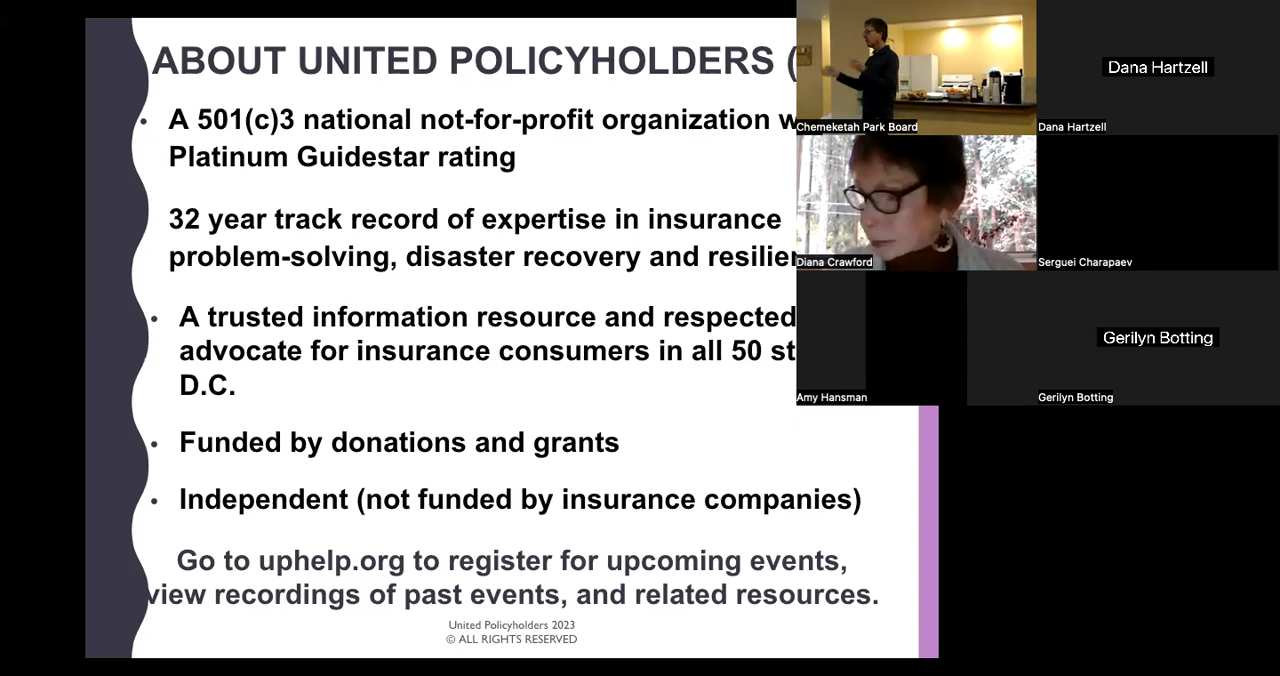 ABOUT UNITED POLICYHOLDERS (
• A 501(c)3 national not-for-profit organization w
Platinum Guidestar rating
32 year track record of expertise in insurance
problem-solving, disaster recovery and resilien
• A trusted information resource and respected
advocate for insurance consumers in all 50 st
D.C.
• Funded by donations and grants
• Independent (not funded by insurance companies)
Go to uphelp.org to register for upcoming events,
view recordings of past events, and related resources.
United Policyholders 2023
© ALL RIGHTS RESERVED
Chemeketah Park Board
Dana Hartzell
Dana Hartzell
Diana Crawford
Serguei Charapaev
Amy Hansman
Gerilyn Botting
Gerilyn Botting